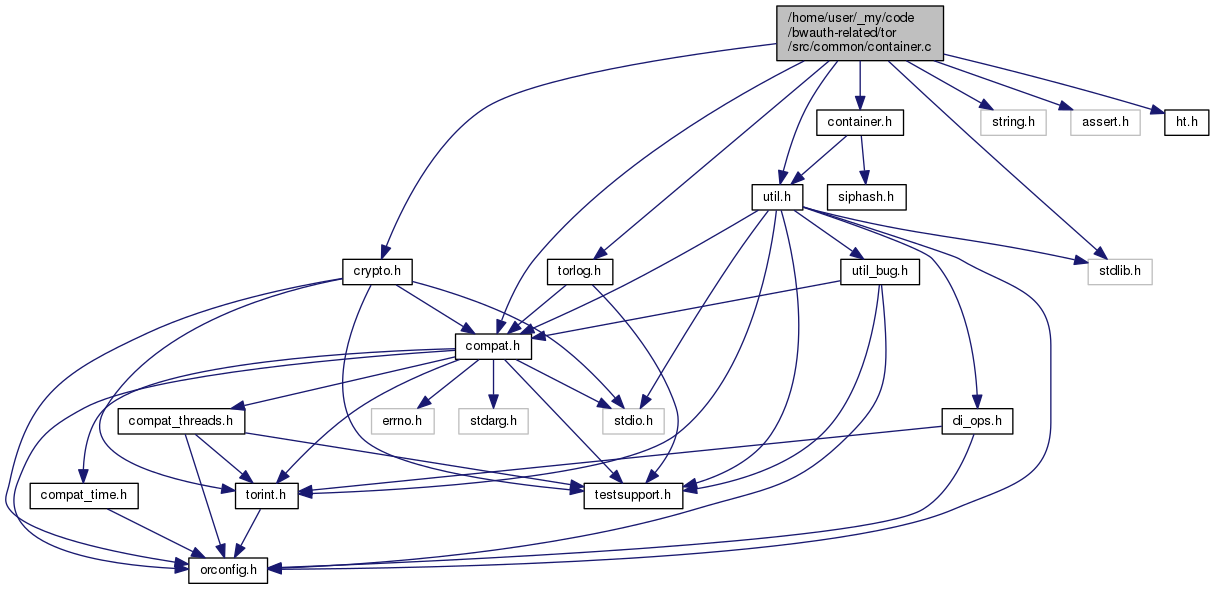 /home/user/_my/code
/bwauth-related/tor
/src/common/container.c
container.h
string.h
assert.h
ht.h
util.h
siphash.h
crypto.h
torlog.h
util_bug.h
stdlib.h
compat.h
compat_threads.h
errno.h
stdarg.h
stdio.h
di_ops.h
compat_time.h
torint.h
testsupport.h
orconfig.h